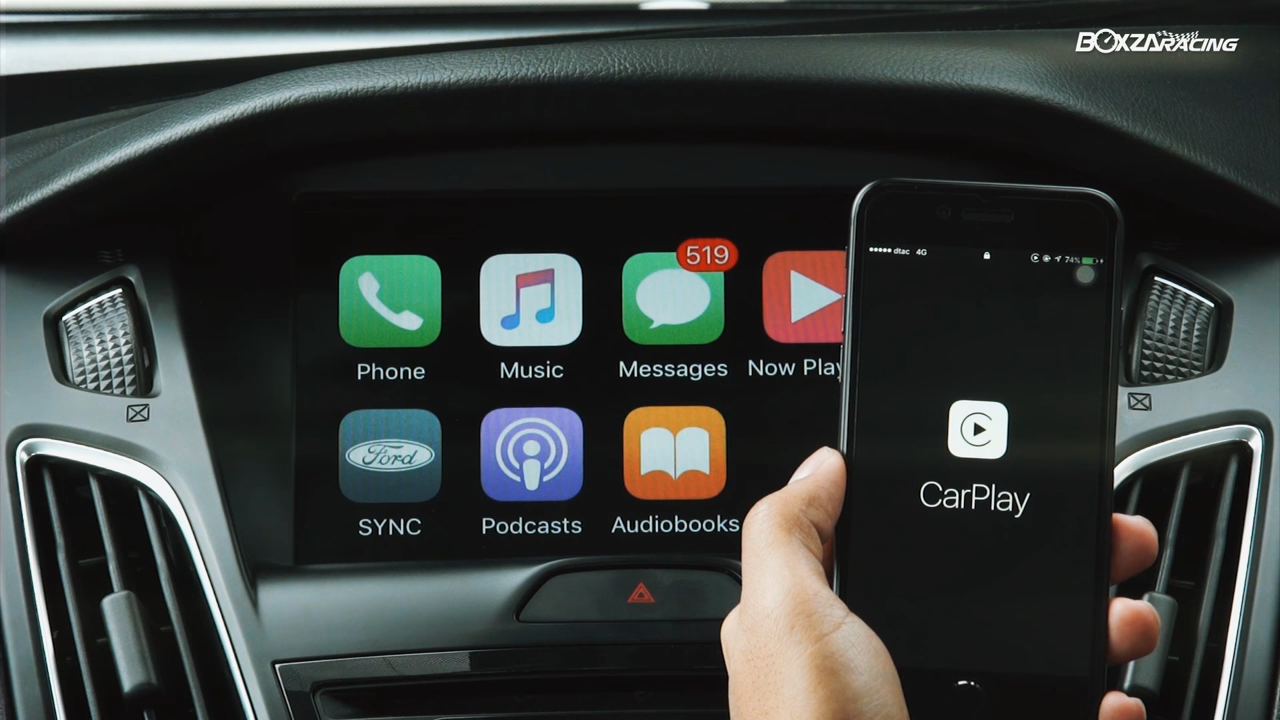 BOXZARACING
519
dtac 4G 74%
Phone Music Messages Now Play
CarPlay
Ford
SYNC Podcasts Audiobooks